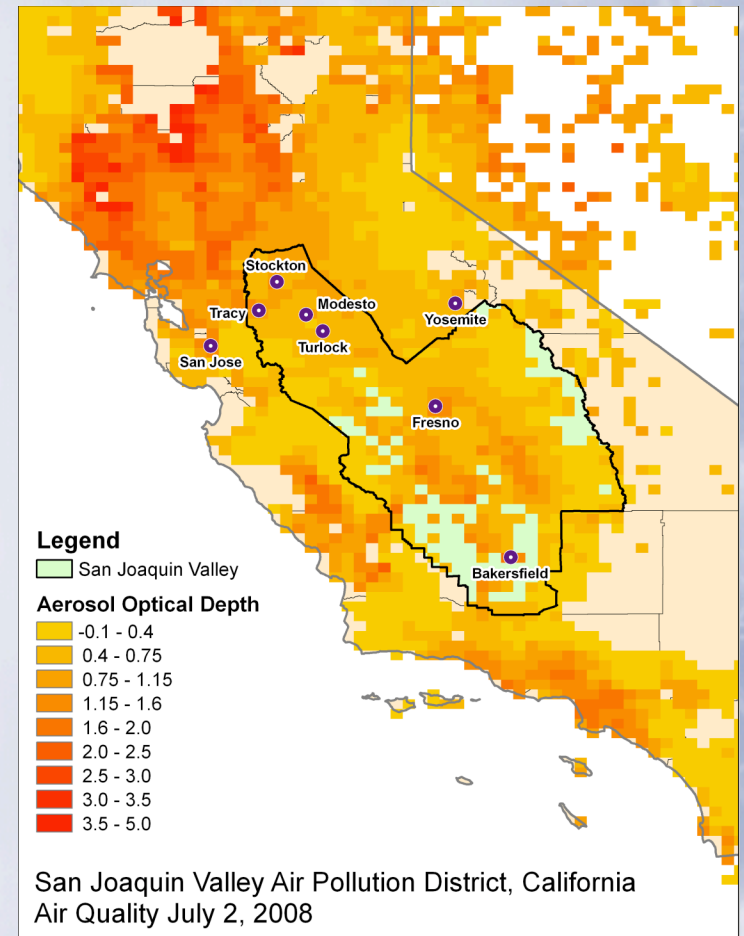 Stockton
Tracy
Modesto
Turlock
Yosemite
San Jose
Fresno
Bakersfield
Legend
San Joaquin Valley
Aerosol Optical Depth
-0.1 - 0.4
0.4 - 0.75
0.75 - 1.15
1.15 - 1.6
1.6 - 2.0
2.0 - 2.5
2.5 - 3.0
3.0 - 3.5
3.5 - 5.0
San Joaquin Valley Air Pollution District, California
Air Quality July 2, 2008